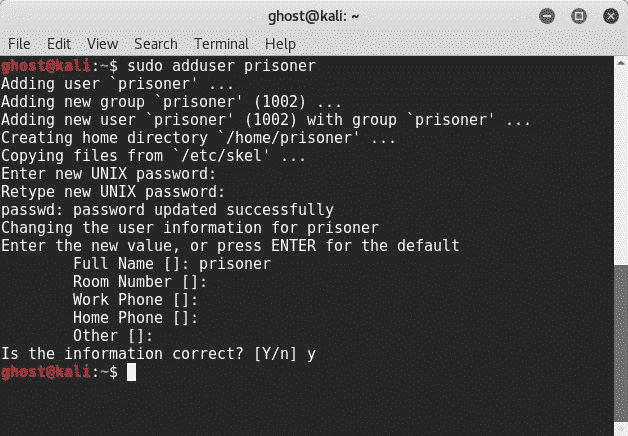 ghost@kali: ~
File Edit View Search Terminal Help
ghost@kali:~$ sudo adduser prisoner
Adding user `prisoner' ...
Adding new group `prisoner' (1002) ...
Adding new user `prisoner' (1002) with group `prisoner' ...
Creating home directory `/home/prisoner' ...
Copying files from `/etc/skel' ...
Enter new UNIX password:
Retype new UNIX password:
passwd: password updated successfully
Changing the user information for prisoner
Enter the new value, or press ENTER for the default
Full Name []: prisoner
Room Number []:
Work Phone []:
Home Phone []:
Other []:
Is the information correct? [Y/n] y
ghost@kali:~$